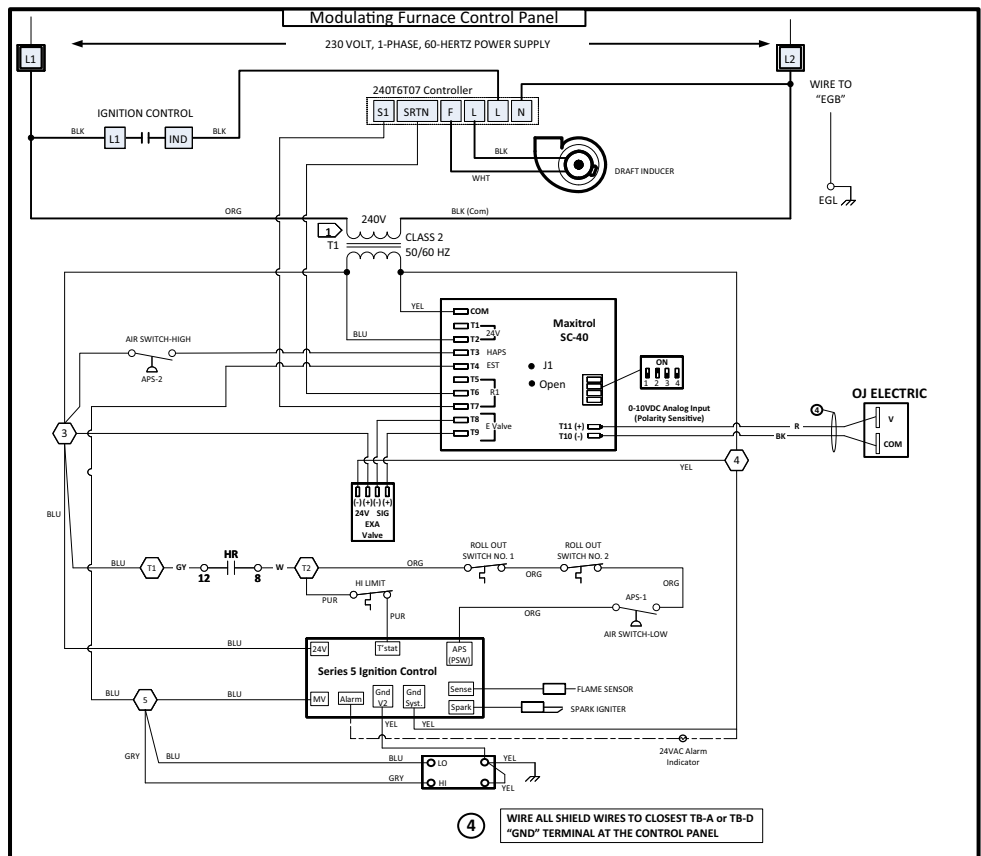 Modulating Furnace Control Panel
230 VOLT, 1-PHASE, 60-HERTZ POWER SUPPLY
L1
L2
WIRE TO
"EGB"
EGL
240T6T07 Controller
S1 SRTN F L L N
IGNITION CONTROL
BLK L1 IND BLK
BLK
WHT
DRAFT INDUCER
ORG
240V
BLK (Com)
1
T1
CLASS 2
50/60 HZ
YEL
BLU
COM
T1
24V
T2
T3 HAPS
T4 EST
T5
T6 R1
T7
T8
E Valve
T9
Maxitrol
SC-40
J1
Open
ON
1 2 3 4
0-10VDC Analog Input
(Polarity Sensitive)
T11 (+)
T10 (-)
4
R
BK
OJ ELECTRIC
V
COM
AIR SWITCH-HIGH
APS-2
3
4
YEL
(-) (+) (-) (+)
24V SIG
EXA
Valve
BLU
BLU T1 GY 12 HR 8 W T2 ORG
ROLL OUT
SWITCH NO. 1
ORG
ROLL OUT
SWITCH NO. 2
ORG
HI LIMIT
PUR
PUR
APS-1
ORG
AIR SWITCH-LOW
BLU
24V
T'stat
APS
(PSW)
Series 5 Ignition Control
BLU 5 BLU
MV
Alarm
Gnd
V2
Gnd
Syst.
Sense
Spark
FLAME SENSOR
SPARK IGNITER
YEL
YEL
24VAC Alarm
Indicator
GRY
BLU
BLU
LO
YEL
GRY
HI
YEL
4
WIRE ALL SHIELD WIRES TO CLOSEST TB-A or TB-D
"GND" TERMINAL AT THE CONTROL PANEL